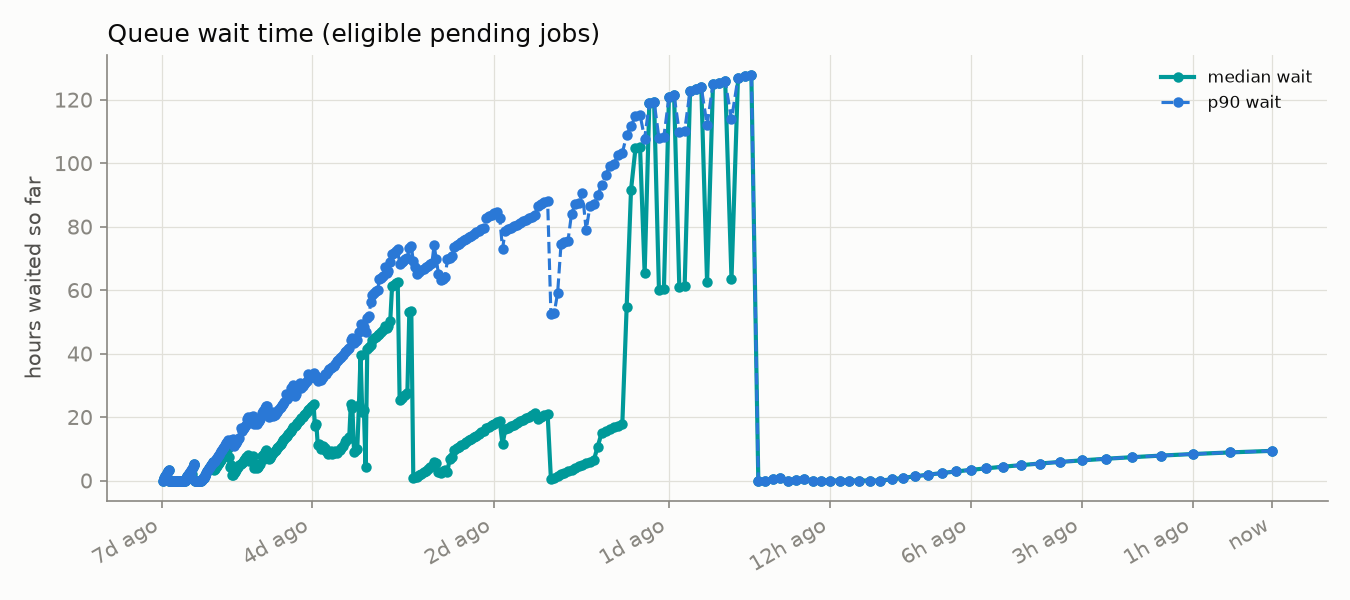 Queue wait time (eligible pending jobs)
median wait
p90 wait
hours waited so far
120
100
80
60
40
20
0
7d ago
4d ago
2d ago
1d ago
12h ago
6h ago
3h ago
1h ago
now